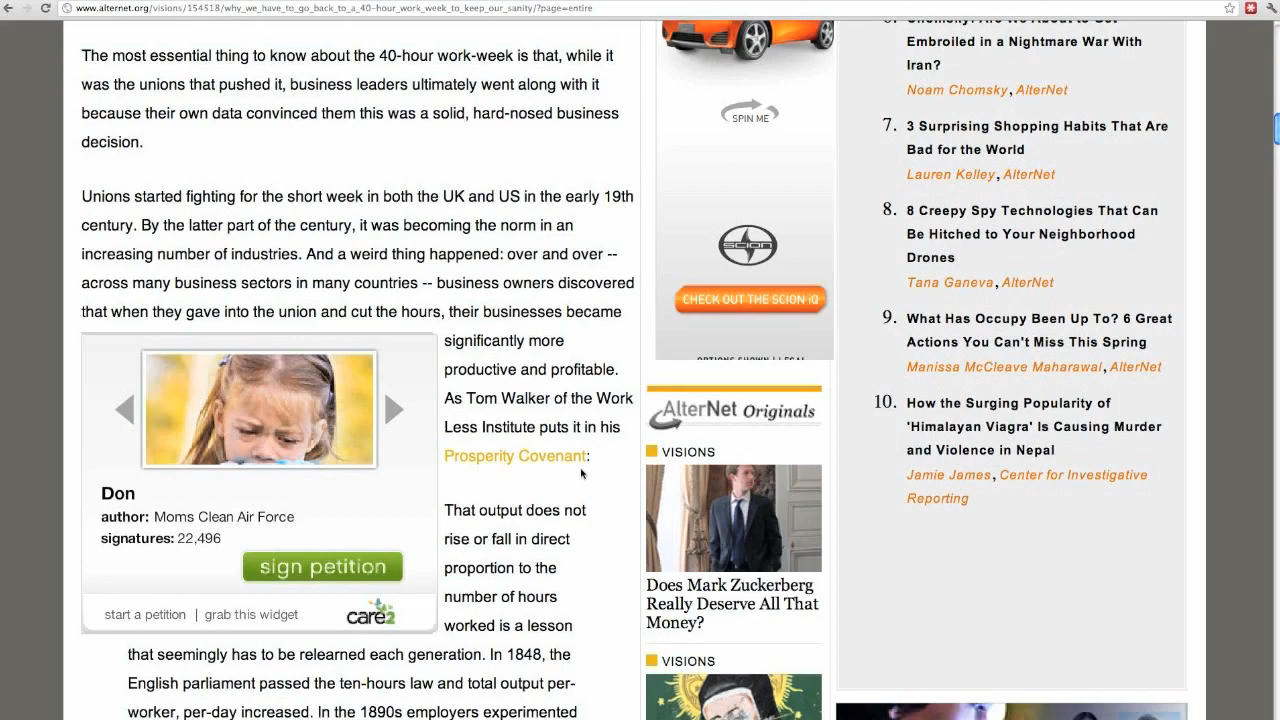 www.alternet.org/visions/154518/why_we_have_to_go_back_to_a_40-hour_work_week_to_keep_our_sanity/?page=entire
The most essential thing to know about the 40-hour work-week is that, while it
was the unions that pushed it, business leaders ultimately went along with it
because their own data convinced them this was a solid, hard-nosed business
decision.
Unions started fighting for the short week in both the UK and US in the early 19th
century. By the latter part of the century, it was becoming the norm in an
increasing number of industries. And a weird thing happened: over and over --
across many business sectors in many countries -- business owners discovered
that when they gave into the union and cut the hours, their businesses became
significantly more
productive and profitable.
As Tom Walker of the Work
Less Institute puts it in his
Prosperity Covenant:
That output does not
rise or fall in direct
proportion to the
number of hours
worked is a lesson
that seemingly has to be relearned each generation. In 1848, the
English parliament passed the ten-hours law and total output per-
worker, per-day increased. In the 1890s employers experimented
Don
author: Moms Clean Air Force
signatures: 22,496
sign petition
start a petition | grab this widget
care2
SPIN ME
SCION
CHECK OUT THE SCION iQ
OPTIONS SHOWN | LEGAL
AlterNet Originals
VISIONS
Does Mark Zuckerberg
Really Deserve All That
Money?
VISIONS
Chomsky: Are We About to Get
Embroiled in a Nightmare War With
Iran?
Noam Chomsky, AlterNet
7. 3 Surprising Shopping Habits That Are
Bad for the World
Lauren Kelley, AlterNet
8. 8 Creepy Spy Technologies That Can
Be Hitched to Your Neighborhood
Drones
Tana Ganeva, AlterNet
9. What Has Occupy Been Up To? 6 Great
Actions You Can't Miss This Spring
Manissa McCleave Maharawal, AlterNet
10. How the Surging Popularity of
'Himalayan Viagra' Is Causing Murder
and Violence in Nepal
Jamie James, Center for Investigative
Reporting